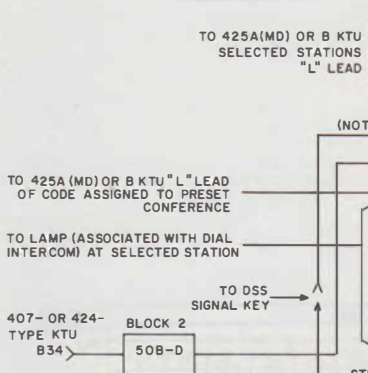 TO 425A(MD) OR B KTU
SELECTED STATIONS
"L" LEAD
(NOT
TO 425A (MD) OR B KTU "L" LEAD
OF CODE ASSIGNED TO PRESET
CONFERENCE
TO LAMP (ASSOCIATED WITH DIAL
INTERCOM) AT SELECTED STATION
TO DSS
SIGNAL KEY
407- OR 424-
TYPE KTU
B34
BLOCK 2
50B-D